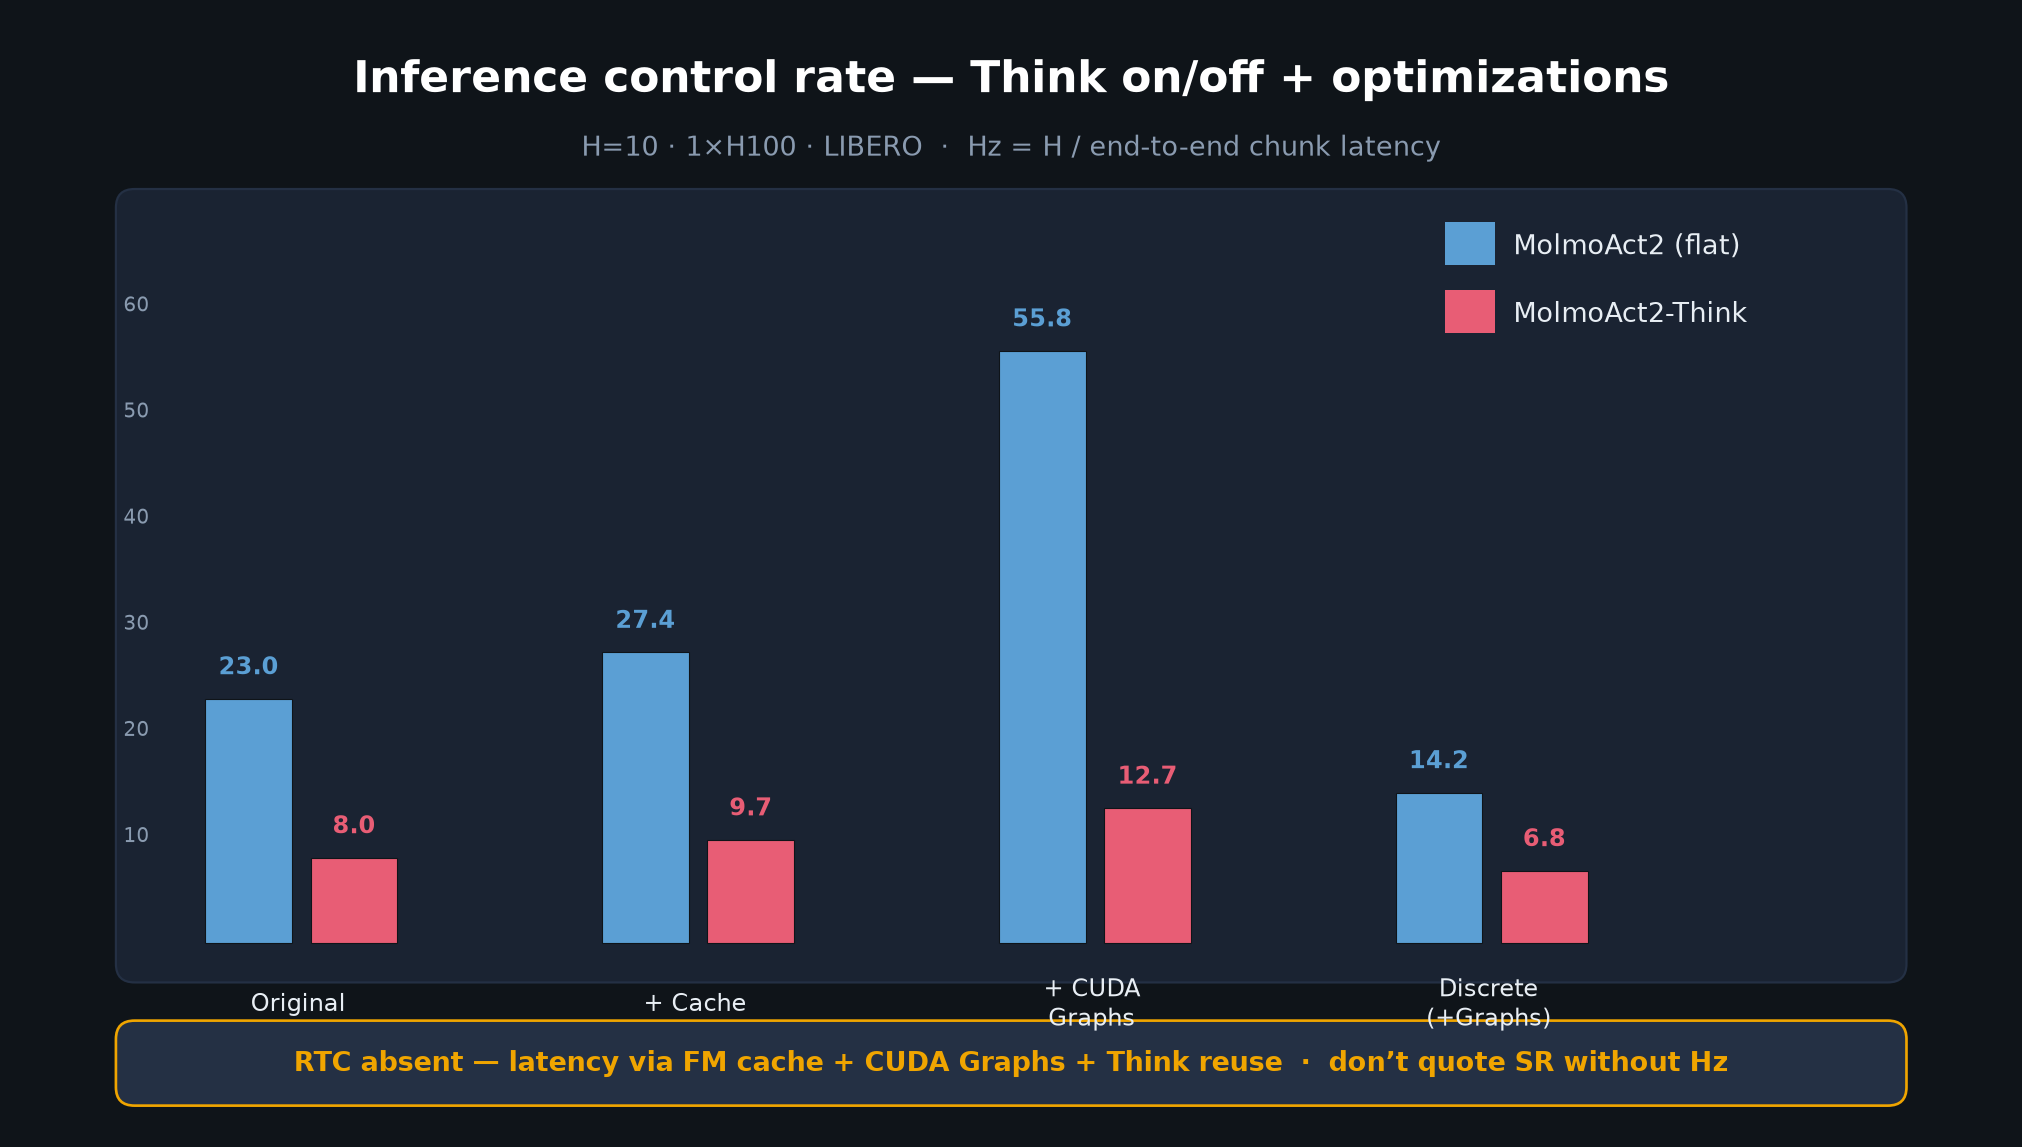 Inference control rate — Think on/off + optimizations
H=10 · 1×H100 · LIBERO · Hz = H / end-to-end chunk latency
MolmoAct2 (flat)
MolmoAct2-Think
60
50
40
30
20
10
23.0
8.0
27.4
9.7
55.8
12.7
14.2
6.8
Original
+ Cache
+ CUDA
Graphs
Discrete
(+Graphs)
RTC absent — latency via FM cache + CUDA Graphs + Think reuse · don’t quote SR without Hz